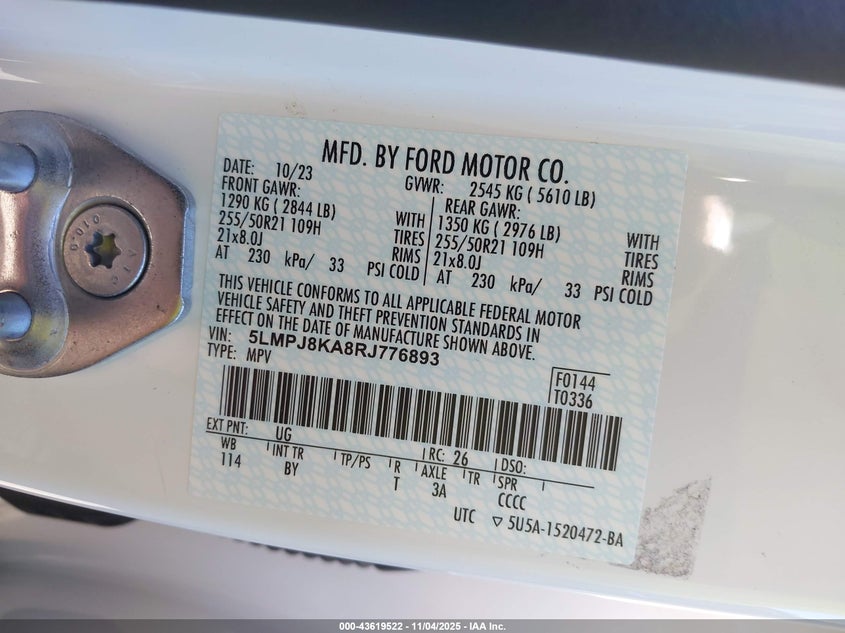 MFD. BY FORD MOTOR CO.
DATE: 10/23 GVWR: 2545 KG ( 5610 LB)
FRONT GAWR: REAR GAWR:
1290 KG ( 2844 LB) WITH 1350 KG ( 2976 LB) WITH
255/50R21 109H TIRES 255/50R21 109H TIRES
21x8.0J RIMS 21x8.0J RIMS
AT 230 kPa/ 33 PSI COLD AT 230 kPa/ 33 PSI COLD
THIS VEHICLE CONFORMS TO ALL APPLICABLE FEDERAL MOTOR
VEHICLE SAFETY AND THEFT PREVENTION STANDARDS IN
EFFECT ON THE DATE OF MANUFACTURE SHOWN ABOVE.
VIN: 5LMPJ8KA8RJ776893
TYPE: MPV
F0144
T0336
EXT PNT: UG RC: 26 DSO:
WB INT TR TP/PS R AXLE TR SPR
114 BY T 3A CCCC
UTC 5U5A-1520472-BA
000-43619522 - 11/04/2025 - IAA Inc.